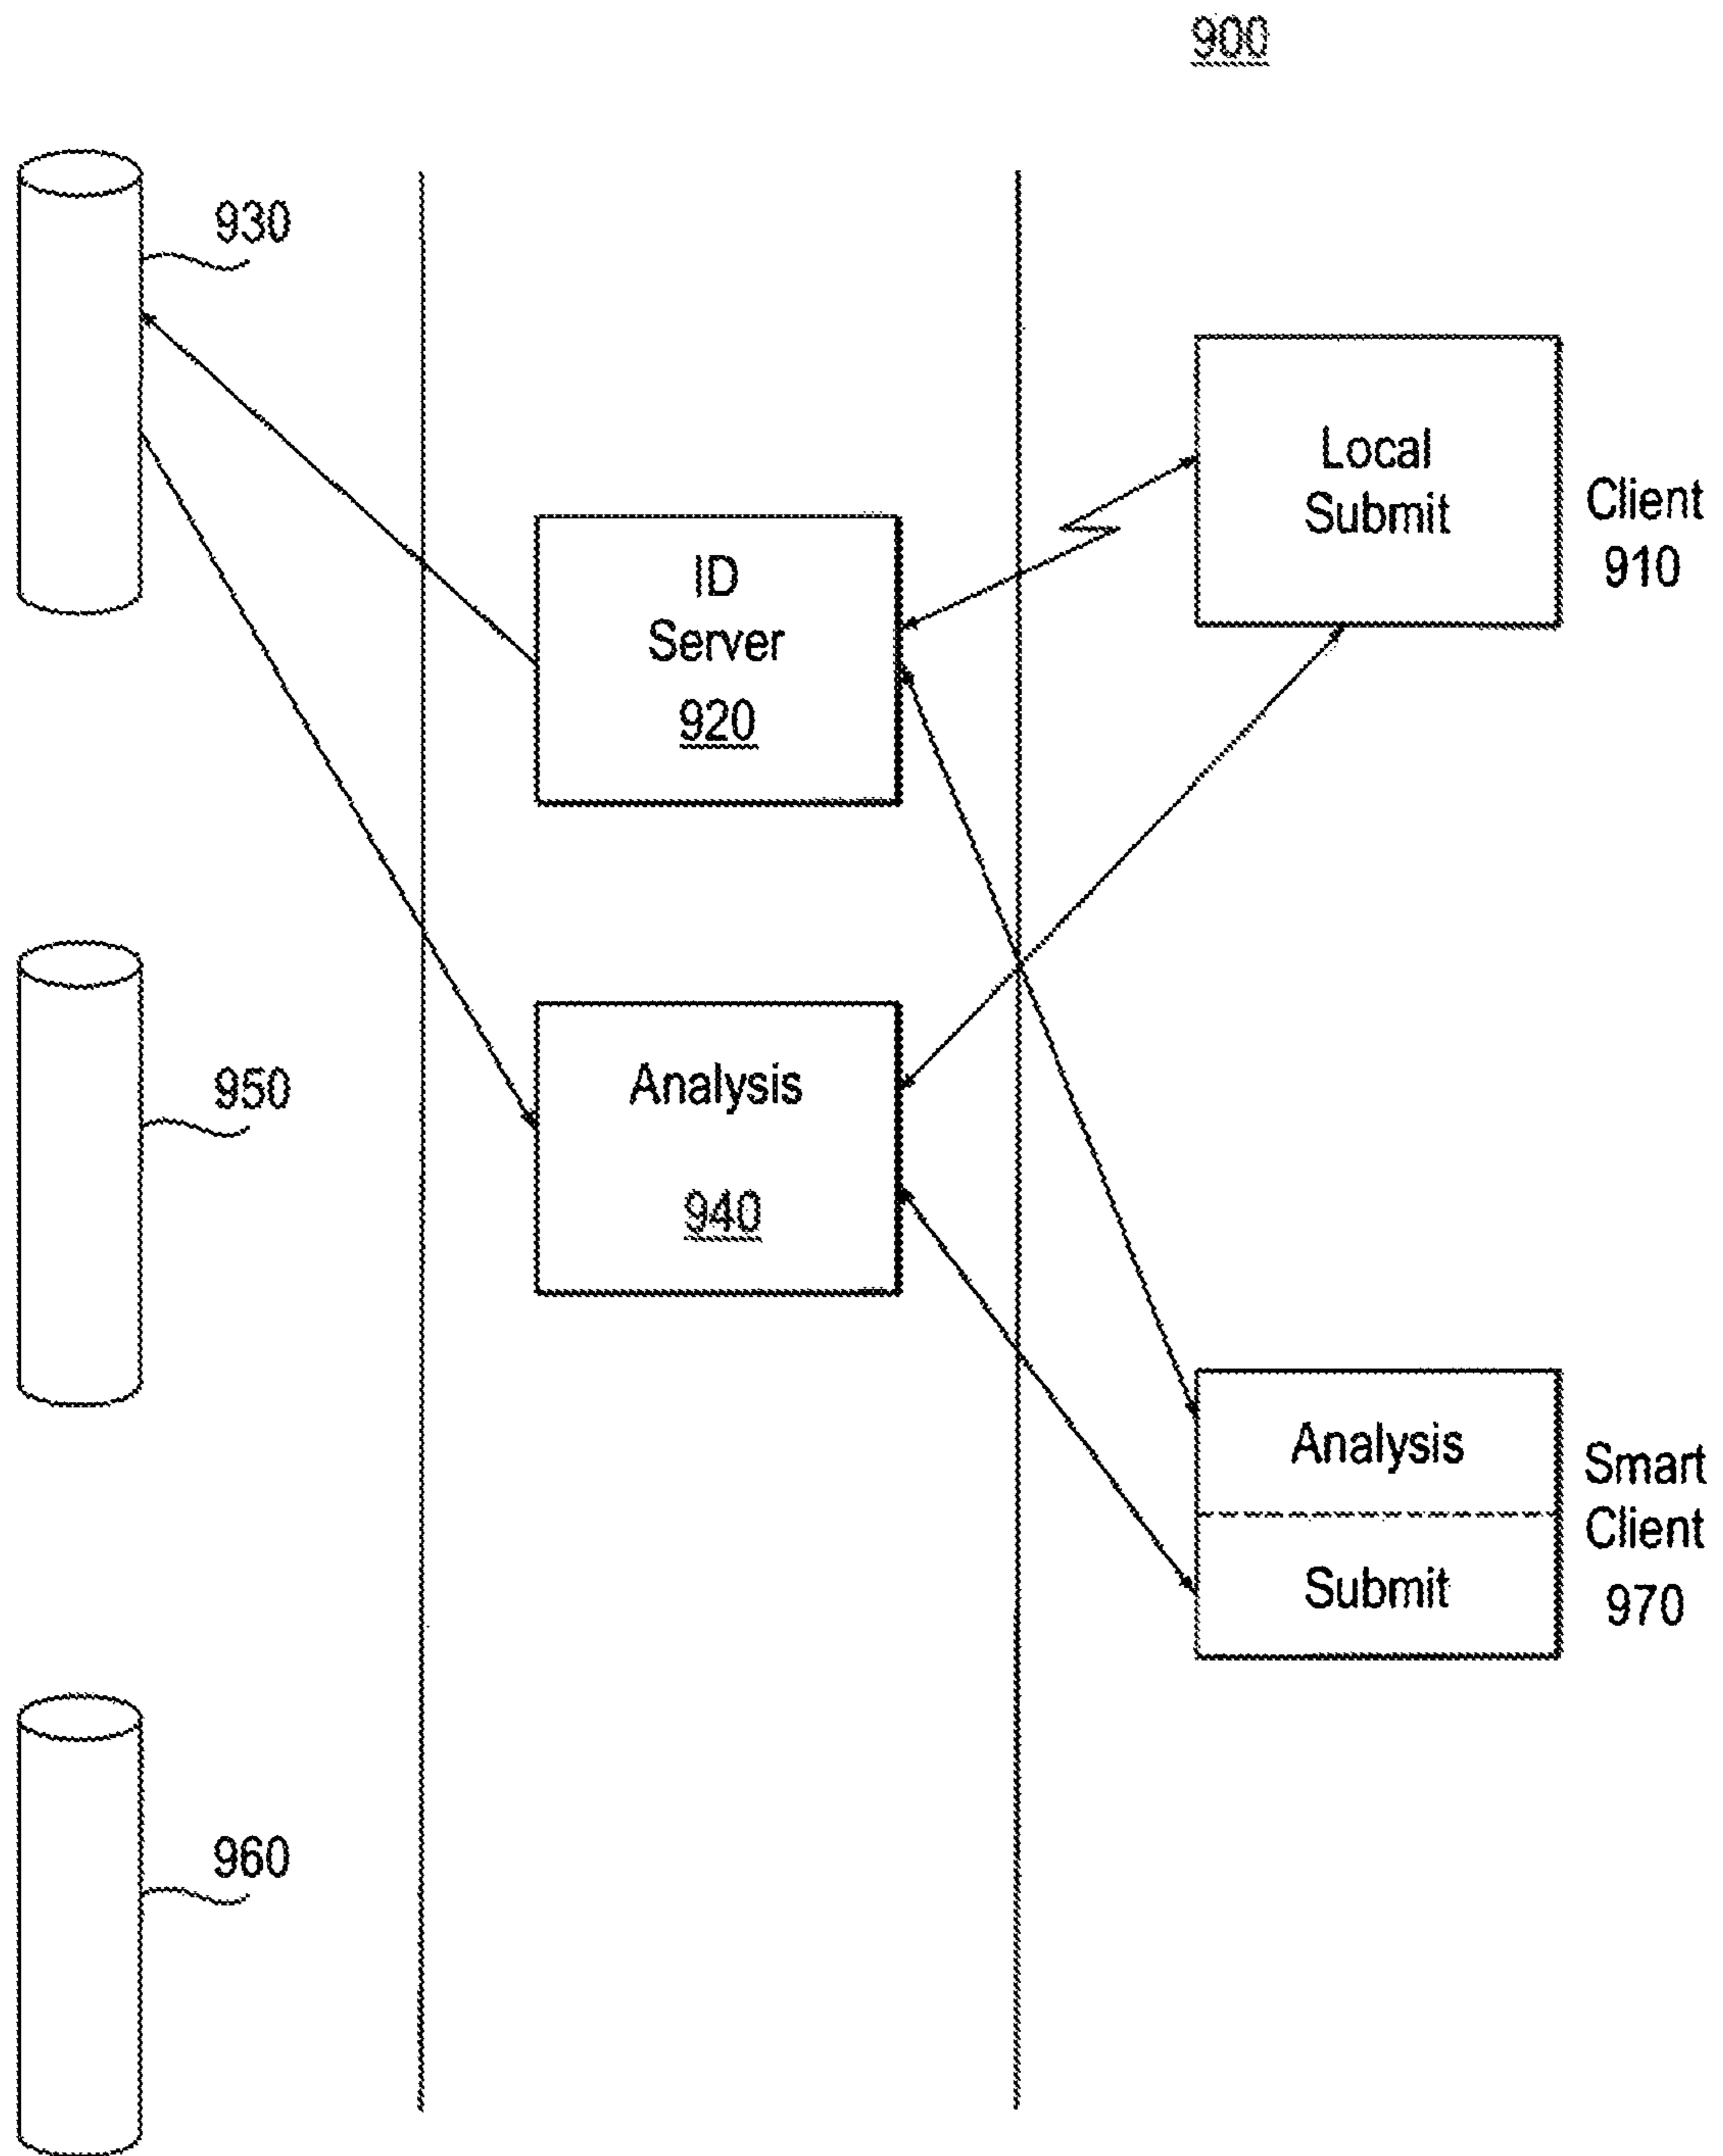 900
930
Local
Submit
Client
910
ID
Server
920
950
Analysis
940
Analysis
Submit
Smart
Client
970
960